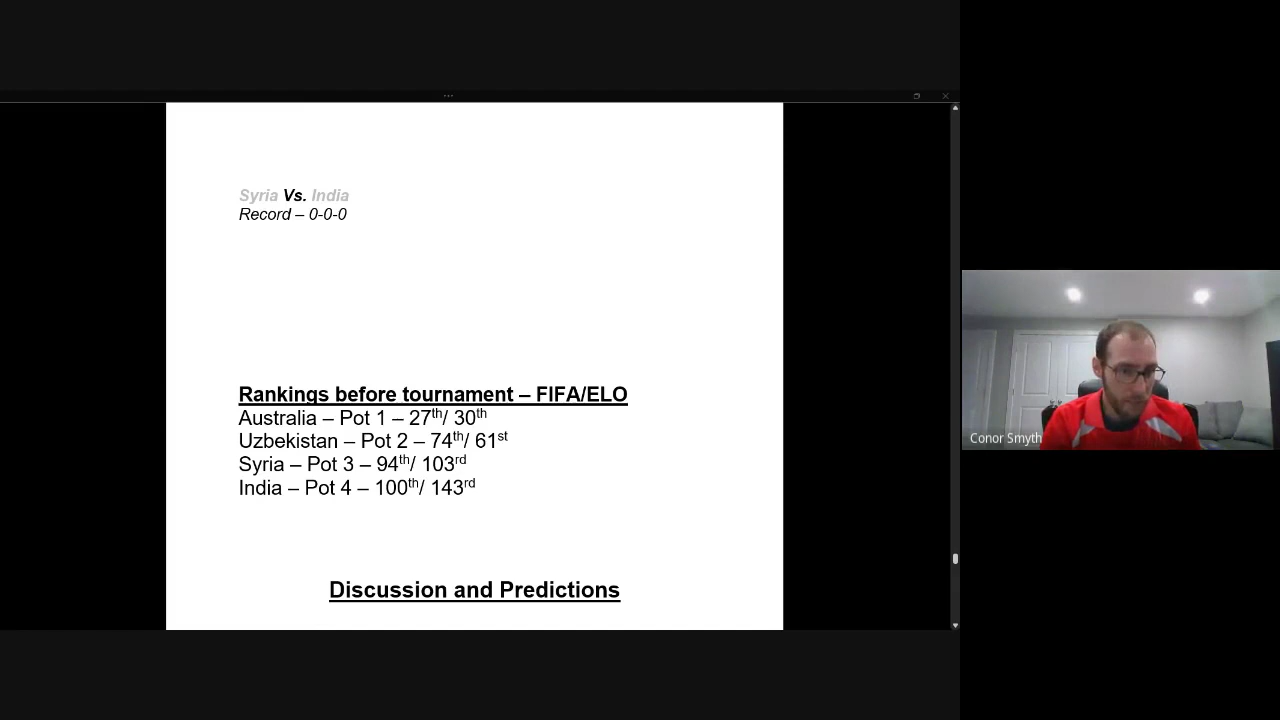 Syria Vs. India
Record – 0-0-0
Rankings before tournament – FIFA/ELO
Australia – Pot 1 – 27th/ 30th
Uzbekistan – Pot 2 – 74th/ 61st
Syria – Pot 3 – 94th/ 103rd
India – Pot 4 – 100th/ 143rd
Discussion and Predictions
Conor Smyth